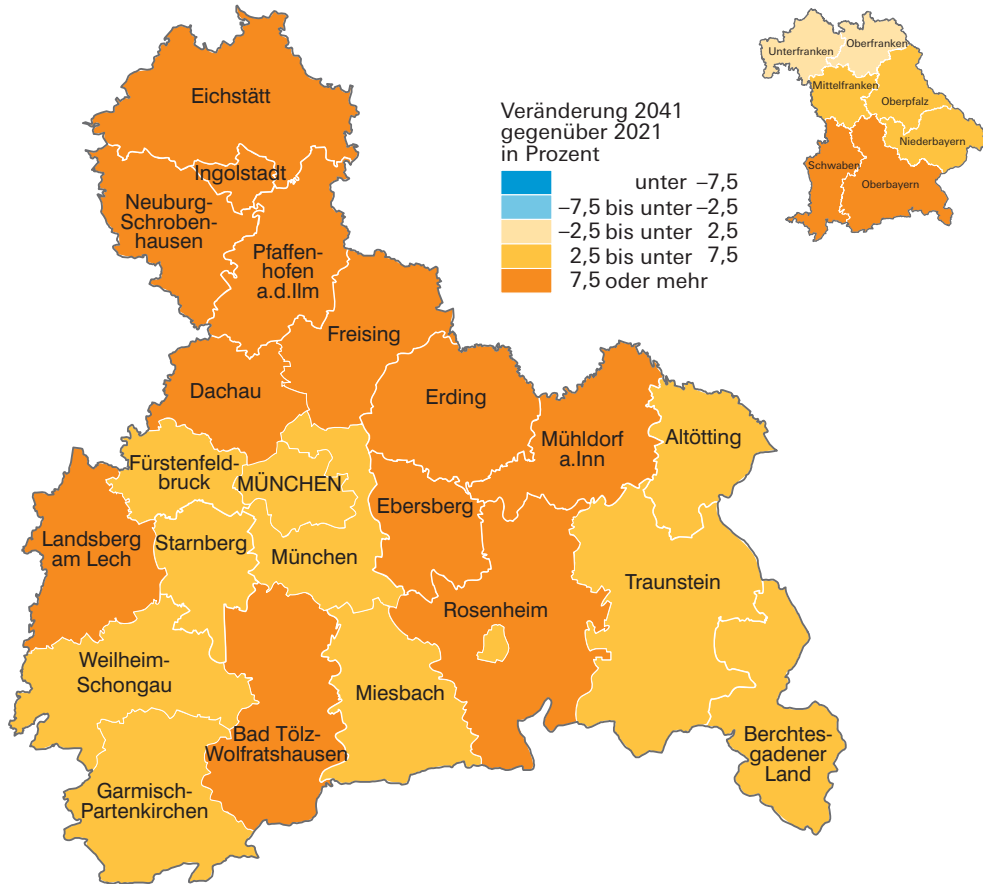 Eichstätt
Ingolstadt
Neuburg-
Schroben-
hausen
Pfaffen-
hofen
a.d.Ilm
Freising
Dachau
Erding
Mühldorf
a.Inn
Altötting
Fürstenfeld-
bruck
MÜNCHEN
Ebersberg
Landsberg
am Lech
Starnberg
München
Traunstein
Rosenheim
Weilheim-
Schongau
Miesbach
Bad Tölz-
Wolfratshausen
Berchtes-
gadener
Land
Garmisch-
Partenkirchen
Veränderung 2041
gegenüber 2021
in Prozent
unter –7,5
–7,5 bis unter –2,5
–2,5 bis unter 2,5
2,5 bis unter 7,5
7,5 oder mehr
Unterfranken
Oberfranken
Mittelfranken
Oberpfalz
Niederbayern
Schwaben
Oberbayern